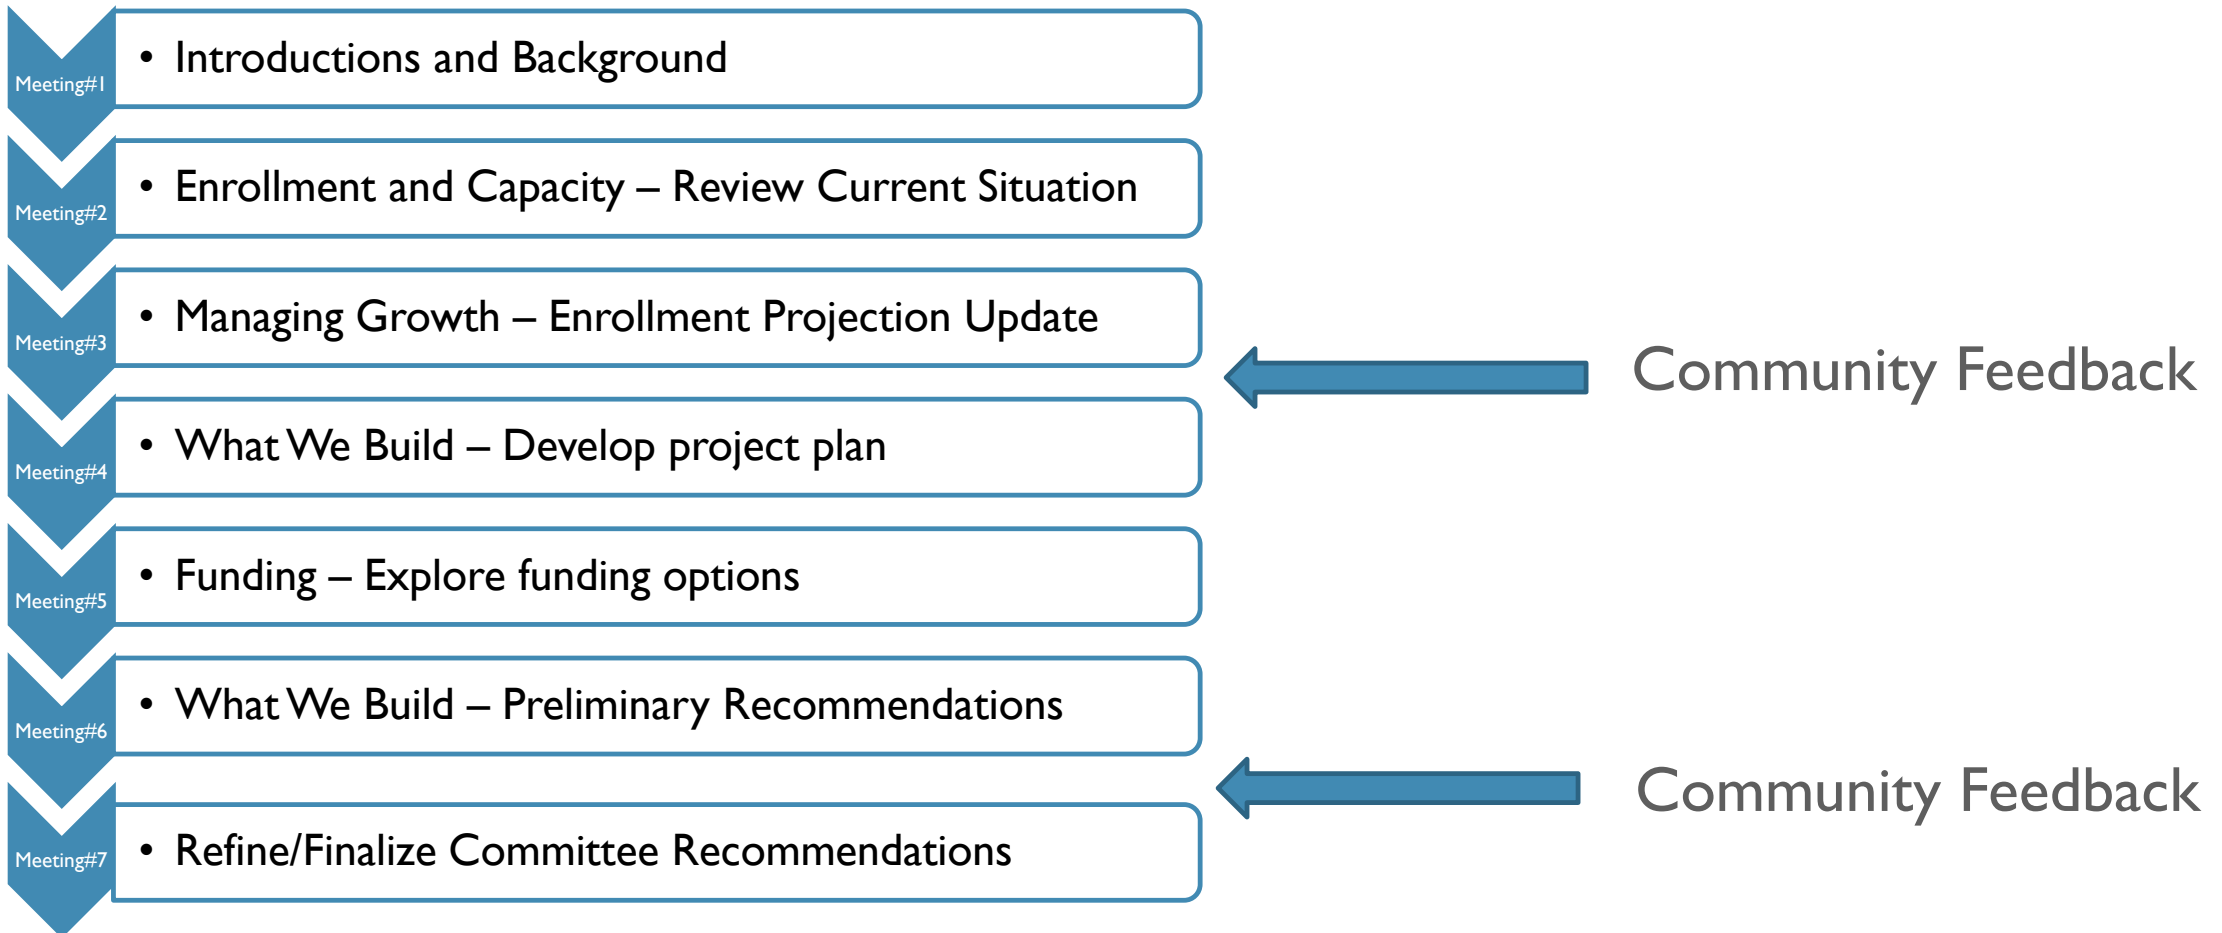 Meeting#1
• Introductions and Background
Meeting#2
• Enrollment and Capacity – Review Current Situation
Meeting#3
• Managing Growth – Enrollment Projection Update
Community Feedback
Meeting#4
• What We Build – Develop project plan
Meeting#5
• Funding – Explore funding options
Meeting#6
• What We Build – Preliminary Recommendations
Community Feedback
Meeting#7
• Refine/Finalize Committee Recommendations